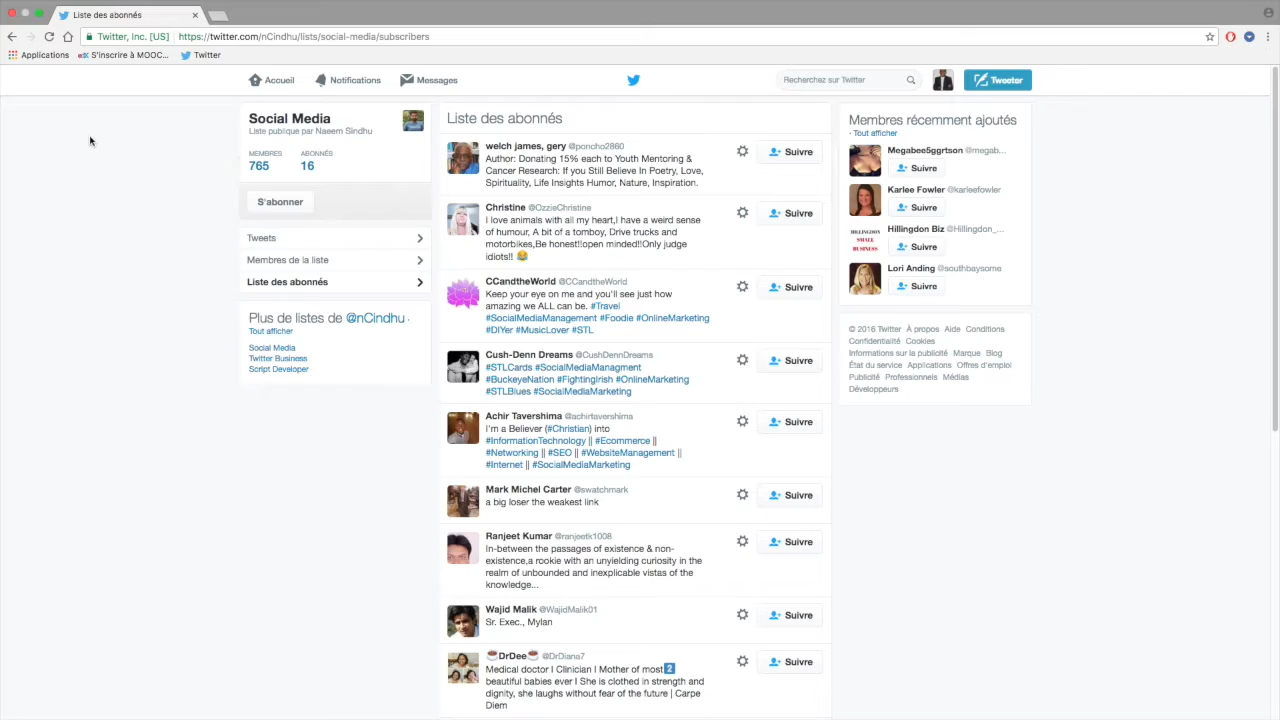 Liste des abonnés
Twitter, Inc. [US] https://twitter.com/nCindhu/lists/social-media/subscribers
Applications S'inscrire à MOOC... Twitter
Accueil Notifications Messages Recherchez sur Twitter Tweeter
Social Media
Liste publique par Naeem Sindhu
MEMBRES ABONNÉS
765 16
S'abonner
Tweets
Membres de la liste
Liste des abonnés
Plus de listes de @nCindhu ·
Tout afficher
Social Media
Twitter Business
Script Developer
Liste des abonnés
welch james, gery @poncho2860
Suivre
Author: Donating 15% each to Youth Mentoring &
Cancer Research: If you Still Believe In Poetry, Love,
Spirituality, Life Insights Humor, Nature, Inspiration.
Christine @OzzieChristine
Suivre
I love animals with all my heart,I have a weird sense
of humour, A bit of a tomboy, Drive trucks and
motorbikes,Be honest!!open minded!!Only judge
idiots!! 😂
CCandtheWorld @CCandtheWorld
Suivre
Keep your eye on me and you'll see just how
amazing we ALL can be. #Travel
#SocialMediaManagement #Foodie #OnlineMarketing
#DIYer #MusicLover #STL
Cush-Denn Dreams @CushDennDreams
Suivre
#STLCards #SocialMediaManagment
#BuckeyeNation #FightingIrish #OnlineMarketing
#STLBlues #SocialMediaMarketing
Achir Tavershima @achirtavershima
Suivre
I'm a Believer (#Christian) into
#InformationTechnology || #Ecommerce ||
#Networking || #SEO || #WebsiteManagement ||
#Internet || #SocialMediaMarketing
Mark Michel Carter @swatchmark
Suivre
a big loser the weakest link
Ranjeet Kumar @ranjeetk1008
Suivre
In-between the passages of existence & non-
existence,a rookie with an unyielding curiosity in the
realm of unbounded and inexplicable vistas of the
knowledge...
Wajid Malik @WajidMalik01
Suivre
Sr. Exec., Mylan
☕DrDee☕ @DrDiana7
Suivre
Medical doctor I Clinician I Mother of most 2️⃣
beautiful babies ever I She is clothed in strength and
dignity, she laughs without fear of the future | Carpe
Diem
Membres récemment ajoutés
· Tout afficher
Megabee5ggrtson @megab...
Suivre
Karlee Fowler @karleefowler
Suivre
Hillingdon Biz @Hillingdon_...
HILLINGDON
SMALL
BUSINESS
Suivre
Lori Anding @southbaysome
Suivre
© 2016 Twitter À propos Aide Conditions
Confidentialité Cookies
Informations sur la publicité Marque Blog
État du service Applications Offres d'emploi
Publicité Professionnels Médias
Développeurs